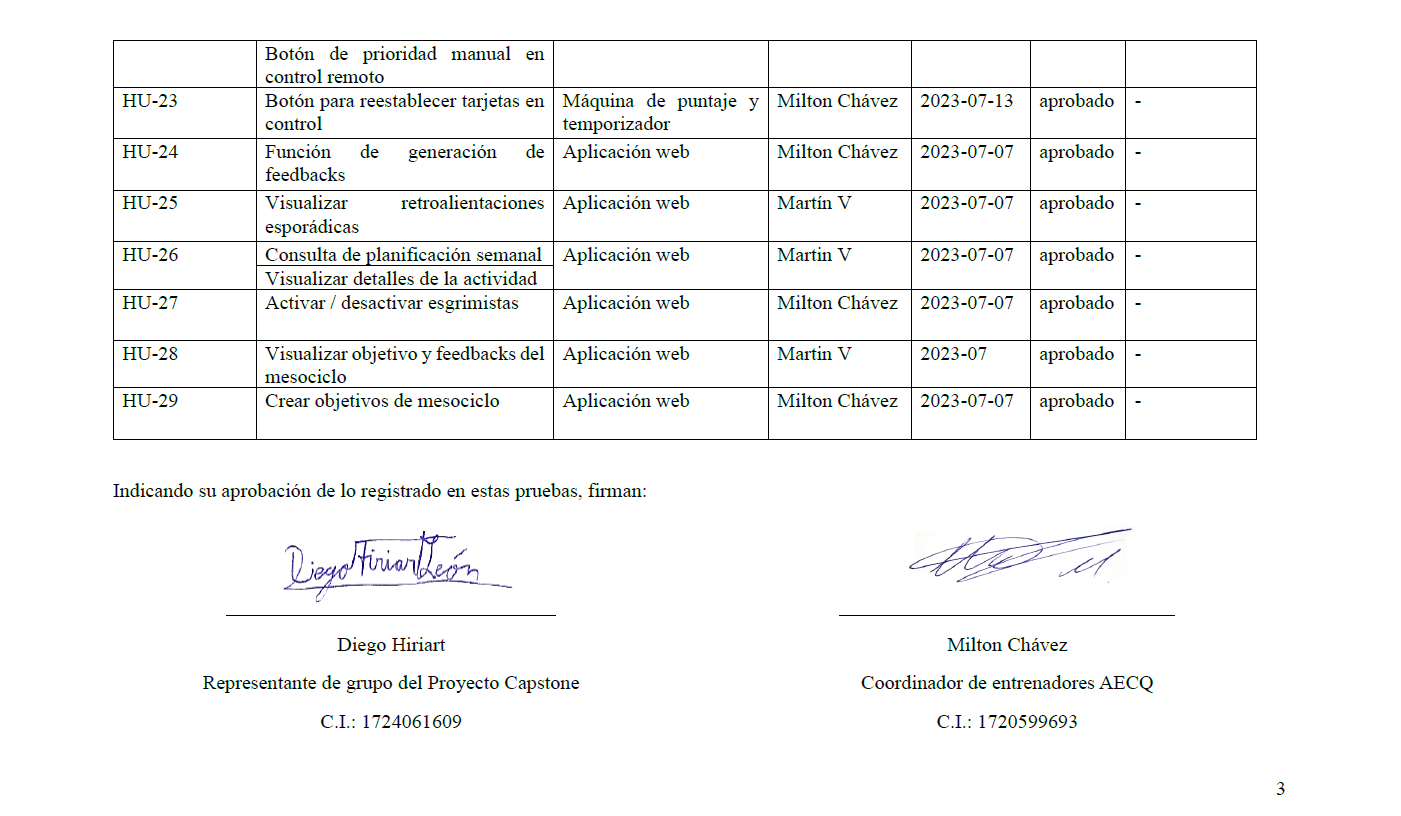 Botón de prioridad manual en
control remoto
HU-23 Botón para reestablecer tarjetas en Máquina de puntaje y Milton Chávez 2023-07-13 aprobado -
control temporizador
HU-24 Función de generación de Aplicación web Milton Chávez 2023-07-07 aprobado -
feedbacks
HU-25 Visualizar retroalientaciones Aplicación web Martín V 2023-07-07 aprobado -
esporádicas
HU-26 Consulta de planificación semanal Aplicación web Martin V 2023-07-07 aprobado -
Visualizar detalles de la actividad
HU-27 Activar / desactivar esgrimistas Aplicación web Milton Chávez 2023-07-07 aprobado -
HU-28 Visualizar objetivo y feedbacks del Aplicación web Martin V 2023-07 aprobado -
mesociclo
HU-29 Crear objetivos de mesociclo Aplicación web Milton Chávez 2023-07-07 aprobado -
Indicando su aprobación de lo registrado en estas pruebas, firman:
Diego Hiriart León
Diego Hiriart Milton Chávez
Representante de grupo del Proyecto Capstone Coordinador de entrenadores AECQ
C.I.: 1724061609 C.I.: 1720599693
3